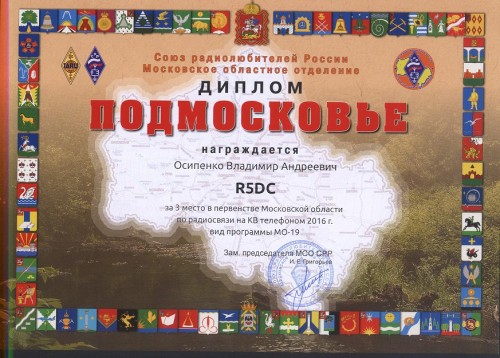 Союз радиолюбителей России
Московское областное отделение
ДИПЛОМ
ПОДМОСКОВЬЕ
награждается
Осипенко Владимир Андреевич
R5DC
за 3 место в первенстве Московской области
по радиосвязи на КВ телефоном 2016 г.
вид программы МО-19
Зам. председателя МОО СРР
И.Е.Григорьев